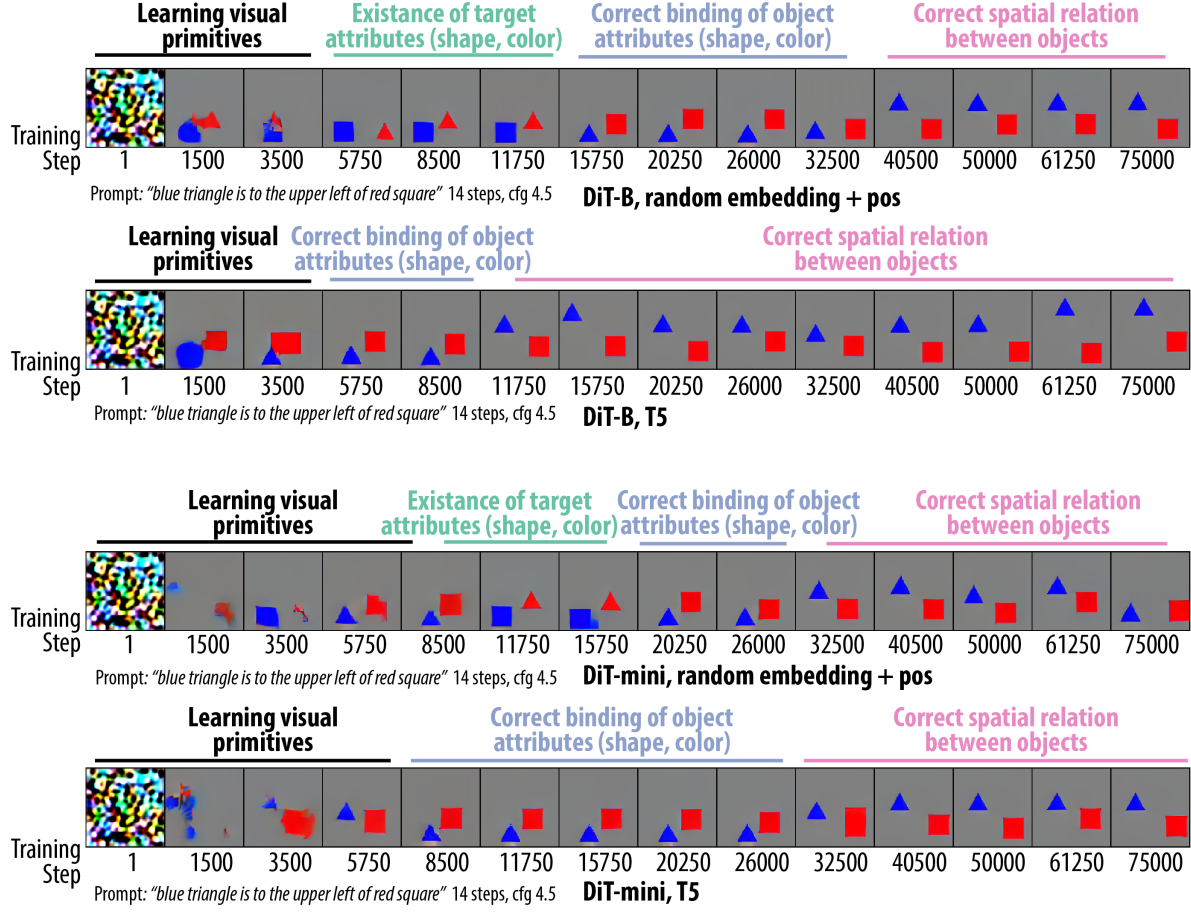 Learning visual primitives
Existance of target attributes (shape, color)
Correct binding of object attributes (shape, color)
Correct spatial relation between objects
Training Step 1 1500 3500 5750 8500 11750 15750 20250 26000 32500 40500 50000 61250 75000
Prompt: “blue triangle is to the upper left of red square” 14 steps, cfg 4.5
DiT-B, random embedding + pos
Learning visual primitives
Correct binding of object attributes (shape, color)
Correct spatial relation between objects
Training Step 1 1500 3500 5750 8500 11750 15750 20250 26000 32500 40500 50000 61250 75000
Prompt: “blue triangle is to the upper left of red square” 14 steps, cfg 4.5
DiT-B, T5
Learning visual primitives
Existance of target attributes (shape, color)
Correct binding of object attributes (shape, color)
Correct spatial relation between objects
Training Step 1 1500 3500 5750 8500 11750 15750 20250 26000 32500 40500 50000 61250 75000
Prompt: “blue triangle is to the upper left of red square” 14 steps, cfg 4.5
DiT-mini, random embedding + pos
Learning visual primitives
Correct binding of object attributes (shape, color)
Correct spatial relation between objects
Training Step 1 1500 3500 5750 8500 11750 15750 20250 26000 32500 40500 50000 61250 75000
Prompt: “blue triangle is to the upper left of red square” 14 steps, cfg 4.5
DiT-mini, T5